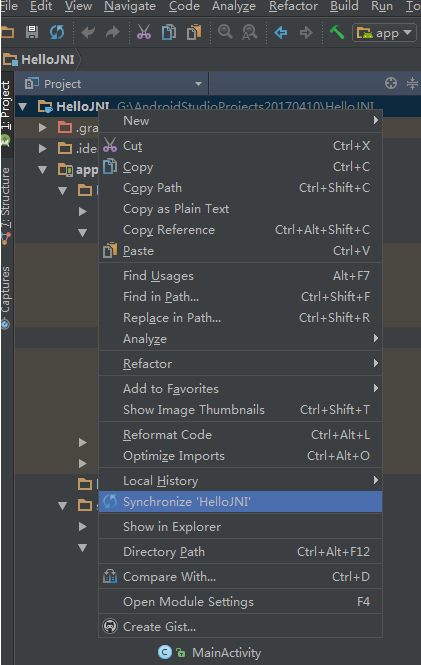 File Edit View Navigate Code Analyze Refactor Build Run To
app
HelloJNI
1: Project
Project
HelloJNI G:\AndroidStudioProjects20170410\HelloJNI
.gra
.ide
app
New
Cut Ctrl+X
Copy Ctrl+C
Copy Path Ctrl+Shift+C
Copy as Plain Text
Copy Reference Ctrl+Alt+Shift+C
Paste Ctrl+V
Find Usages Alt+F7
Find in Path... Ctrl+Shift+F
Replace in Path... Ctrl+Shift+R
Analyze
Refactor
Add to Favorites
Show Image Thumbnails Ctrl+Shift+T
Reformat Code Ctrl+Alt+L
Optimize Imports Ctrl+Alt+O
Local History
Synchronize 'HelloJNI'
Show in Explorer
Directory Path Ctrl+Alt+F12
Compare With... Ctrl+D
Open Module Settings F4
Create Gist...
MainActivity
7: Structure
Captures